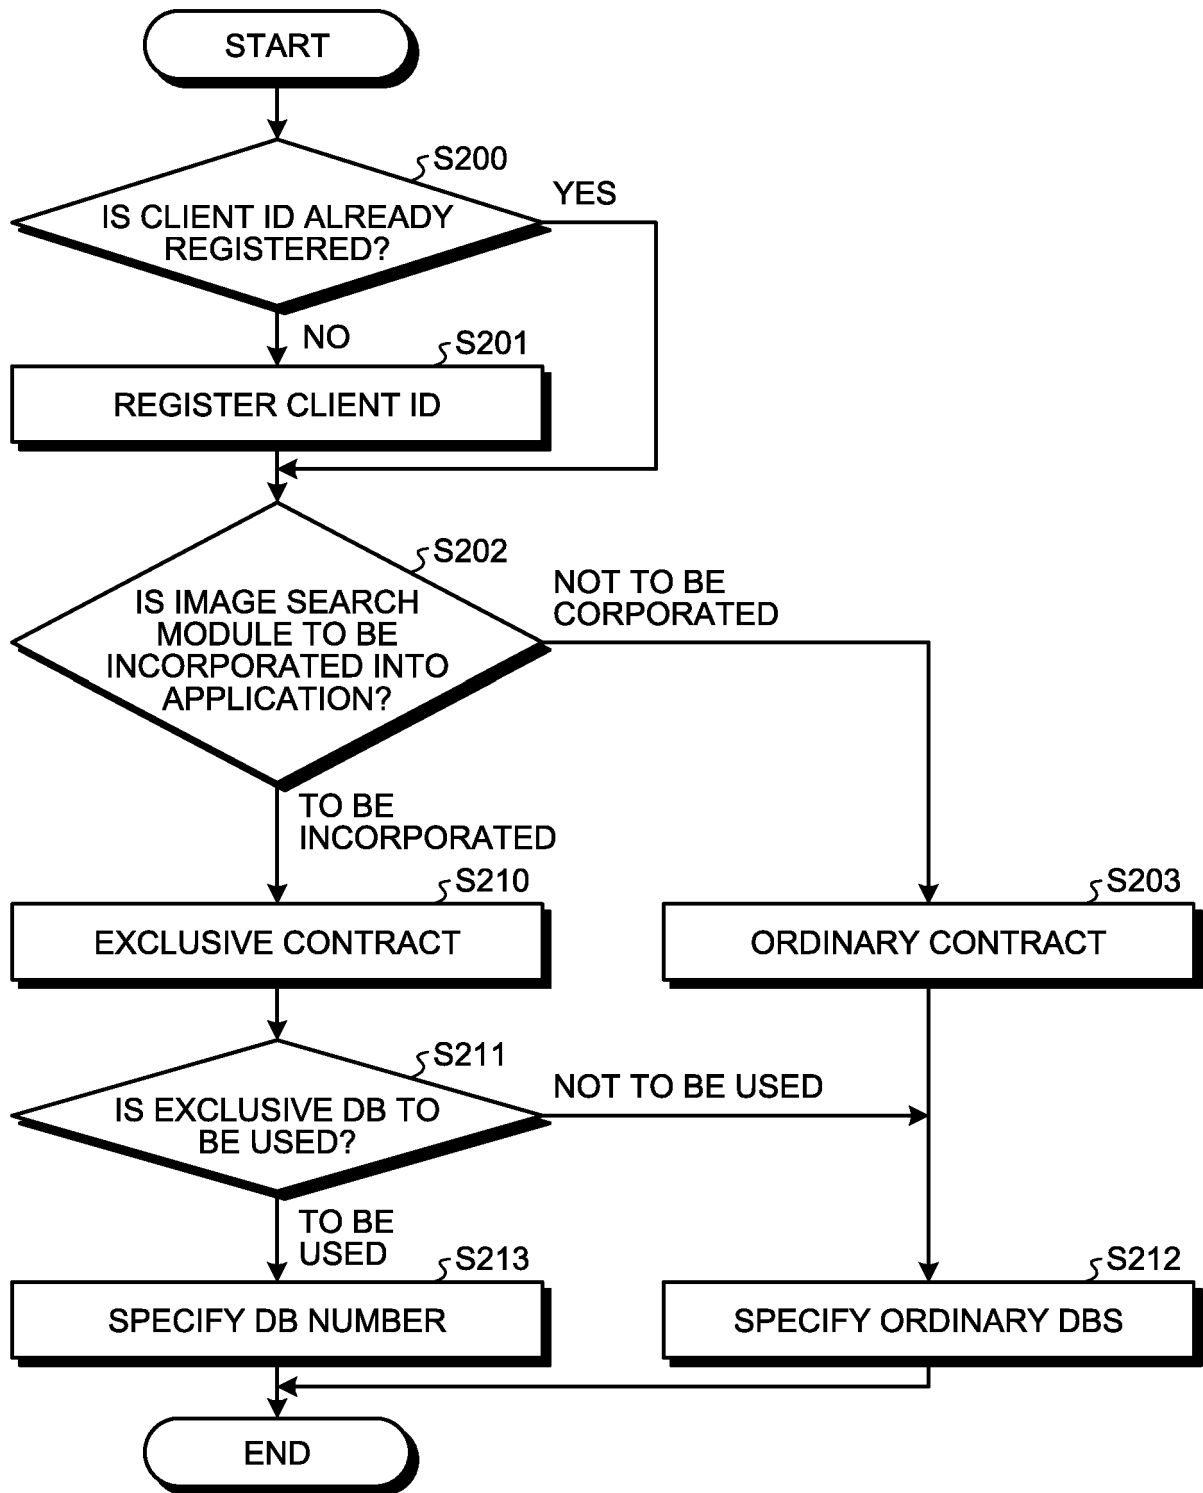 START
S200
IS CLIENT ID ALREADY
REGISTERED?
YES
NO
S201
REGISTER CLIENT ID
S202
IS IMAGE SEARCH
MODULE TO BE
INCORPORATED INTO
APPLICATION?
NOT TO BE
CORPORATED
TO BE
INCORPORATED
S210
EXCLUSIVE CONTRACT
S203
ORDINARY CONTRACT
S211
IS EXCLUSIVE DB TO
BE USED?
NOT TO BE USED
TO BE
USED
S213
SPECIFY DB NUMBER
S212
SPECIFY ORDINARY DBS
END